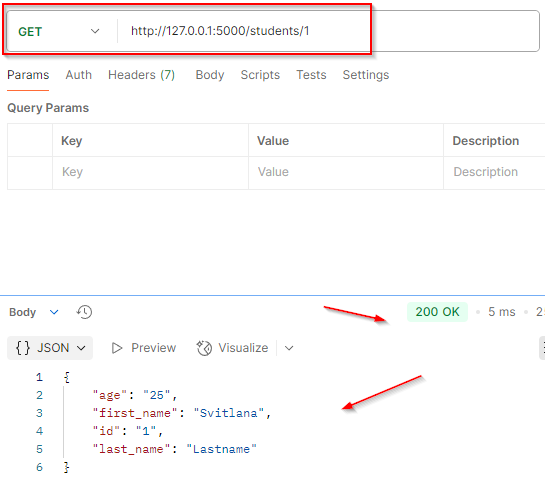 GET http://127.0.0.1:5000/students/1
Params Auth Headers (7) Body Scripts Tests Settings
Query Params
Key Value Description
Key Value Description
Body 200 OK 5 ms
{} JSON Preview Visualize
1 {
2 "age": "25",
3 "first_name": "Svitlana",
4 "id": "1",
5 "last_name": "Lastname"
6 }